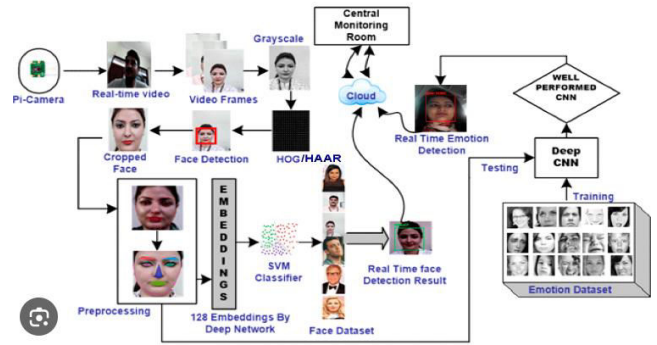 Central
Monitoring
Room
Grayscale
Pi-Camera
Real-time video
Video Frames
Cloud
WELL
PERFORMED
CNN
Real Time Emotion
Detection
Cropped
Face
Face Detection
HOG/HAAR
Testing
Deep
CNN
Training
EMBEDDINGS
SVM
Classifier
Real Time face
Detection Result
Preprocessing
128 Embeddings By
Deep Network
Face Dataset
Emotion Dataset